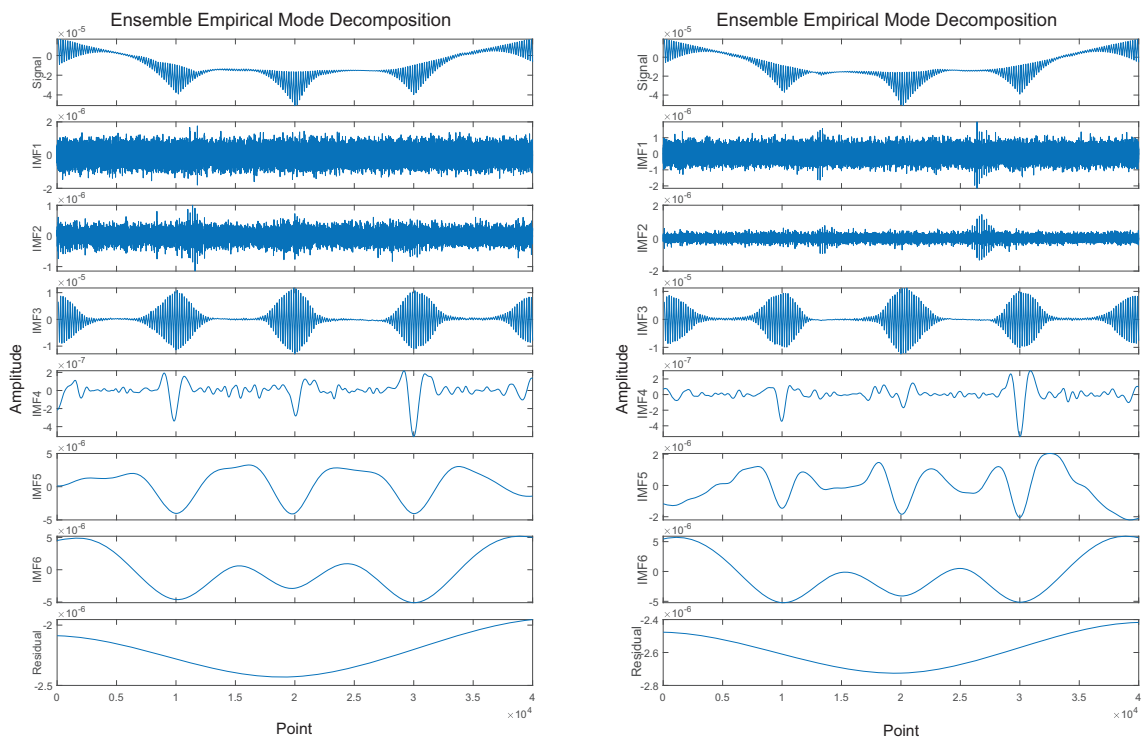 Ensemble Empirical Mode Decomposition
×10⁻⁵
Signal
0
-2
-4
×10⁻⁶
IMF1
2
0
-2
×10⁻⁶
IMF2
1
0
-1
×10⁻⁵
IMF3
1
0
-1
×10⁻⁷
IMF4
2
0
-2
-4
×10⁻⁶
IMF5
5
0
-5
×10⁻⁶
IMF6
5
0
-5
×10⁻⁶
Residual
-2
-2.5
Amplitude
0 0.5 1 1.5 2 2.5 3 3.5 4
×10⁴
Point
Ensemble Empirical Mode Decomposition
×10⁻⁵
Signal
0
-2
-4
×10⁻⁶
IMF1
1
0
-1
-2
×10⁻⁶
IMF2
2
0
-2
×10⁻⁵
IMF3
1
0
-1
×10⁻⁷
IMF4
2
0
-2
-4
×10⁻⁶
IMF5
2
0
-2
×10⁻⁶
IMF6
5
0
-5
×10⁻⁶
Residual
-2.4
-2.6
-2.8
Amplitude
0 0.5 1 1.5 2 2.5 3 3.5 4
×10⁴
Point